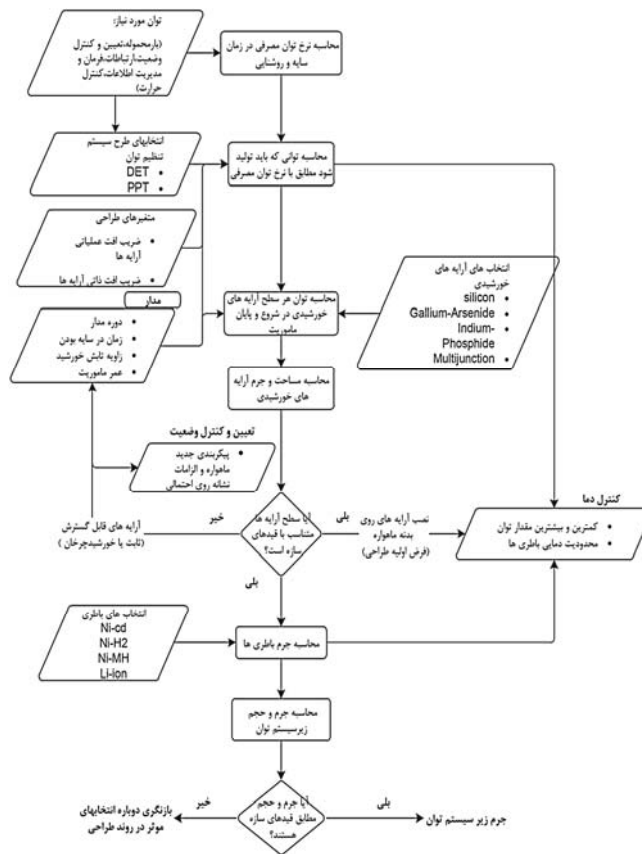 توان مورد نیاز:
(بارمحموله،تعیین و کنترل
وضعیت،ارتباطات،فرمان و
مدیریت اطلاعات،کنترل
حرارت)
محاسبه نرخ توان مصرفی در زمان
سایه و روشنایی
انتخابهای طرح سیستم
تنظیم توان
DET •
PPT •
محاسبه توانی که باید تولید
شود مطابق با نرخ توان مصرفی
متغیرهای طراحی
• ضریب افت عملیاتی
آرایه ها
• ضریب افت ذاتی آرایه ها
مدار
• دوره مدار
• زمان در سایه بودن
• زاویه تابش خورشید
• عمر ماموریت
محاسبه توان هر سطح آرایه های
خورشیدی در شروع و پایان
ماموریت
انتخاب های آرایه های
خورشیدی
silicon •
Gallium-Arsenide •
Indium- •
Phosphide
Multijunction •
محاسبه مساحت و جرم آرایه
های خورشیدی
تعیین و کنترل وضعیت
• پیکربندی جدید
ماهواره و الزامات
نشانه روی احتمالی
آیا سطح آرایه ها
متناسب با قیدهای
سازه است؟
خیر
آرایه های قابل گسترش
(ثابت یا خورشیدچرخان)
بلی
نصب آرایه های روی
بدنه ماهواره
(فرض اولیه طراحی)
کنترل دما
• کمترین و بیشترین مقدار توان
• محدودیت دمایی باطری ها
بلی
انتخاب های باطری
Ni-cd
Ni-H2
Ni-MH
Li-ion
محاسبه جرم باطری ها
محاسبه جرم و حجم
زیرسیستم توان
آیا جرم و حجم
مطابق قیدهای سازه
هستند؟
خیر
بازنگری دوباره انتخابهای
موثر در روند طراحی
بلی
جرم زیر سیستم توان